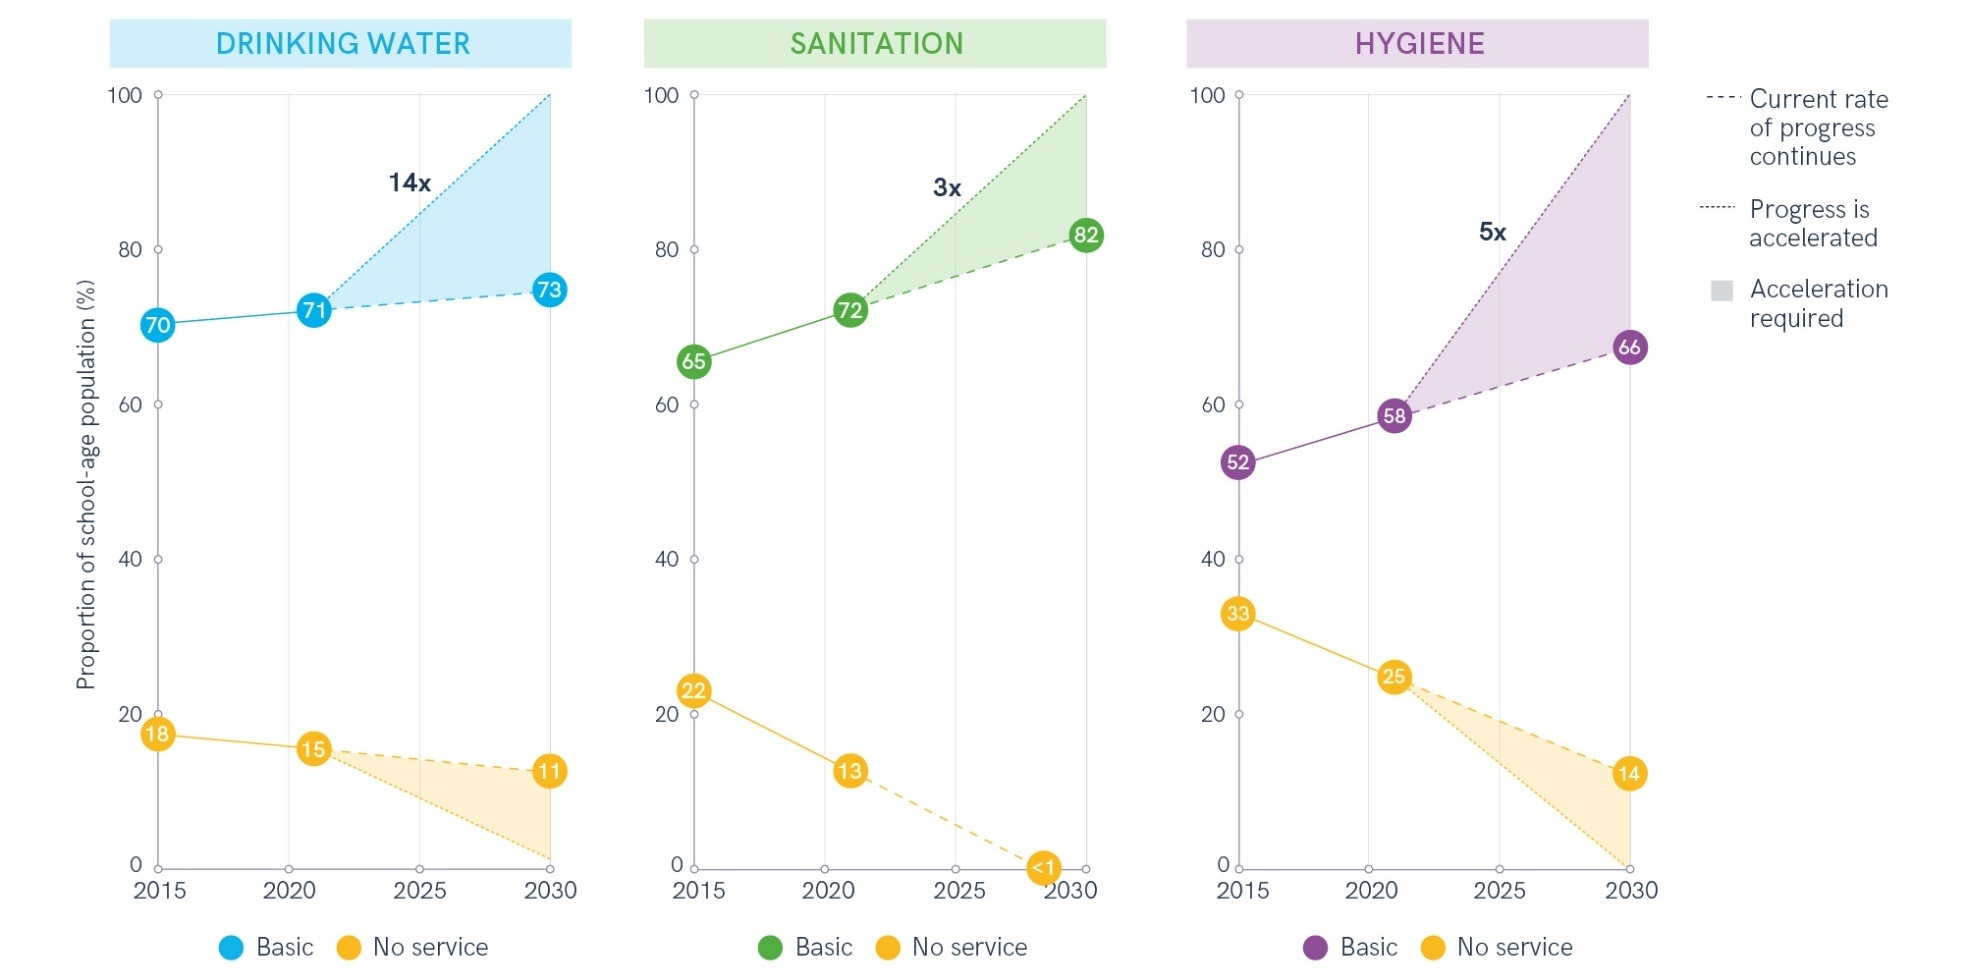 DRINKING WATER
SANITATION
HYGIENE
Proportion of school-age population (%)
100
80
60
40
20
0
14x
70
71
73
18
15
11
2015
2020
2025
2030
Basic
No service
100
80
60
40
20
0
3x
65
72
82
22
13
<1
2015
2020
2025
2030
Basic
No service
100
80
60
40
20
0
5x
52
58
66
33
25
14
2015
2020
2025
2030
Basic
No service
Current rate
of progress
continues
Progress is
accelerated
Acceleration
required